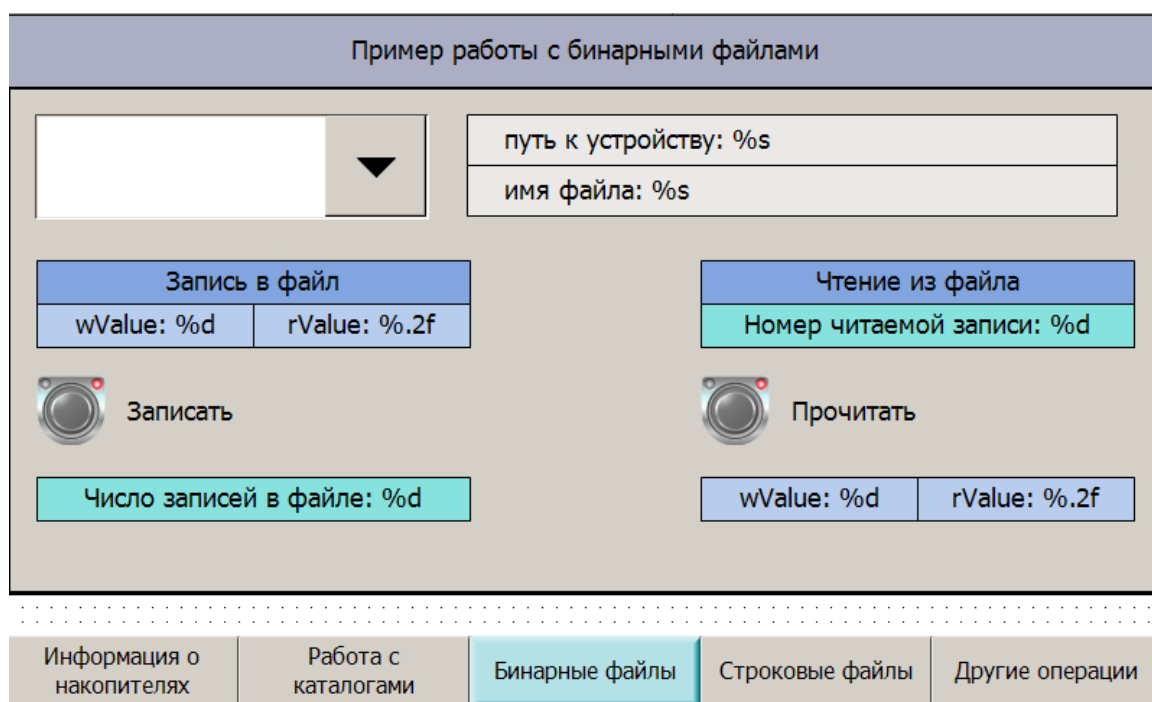 Пример работы с бинарными файлами
путь к устройству: %s
имя файла: %s
Запись в файл
wValue: %d rValue: %.2f
Чтение из файла
Номер читаемой записи: %d
Записать
Прочитать
Число записей в файле: %d
wValue: %d rValue: %.2f
Информация о
накопителях
Работа с
каталогами
Бинарные файлы
Строковые файлы
Другие операции